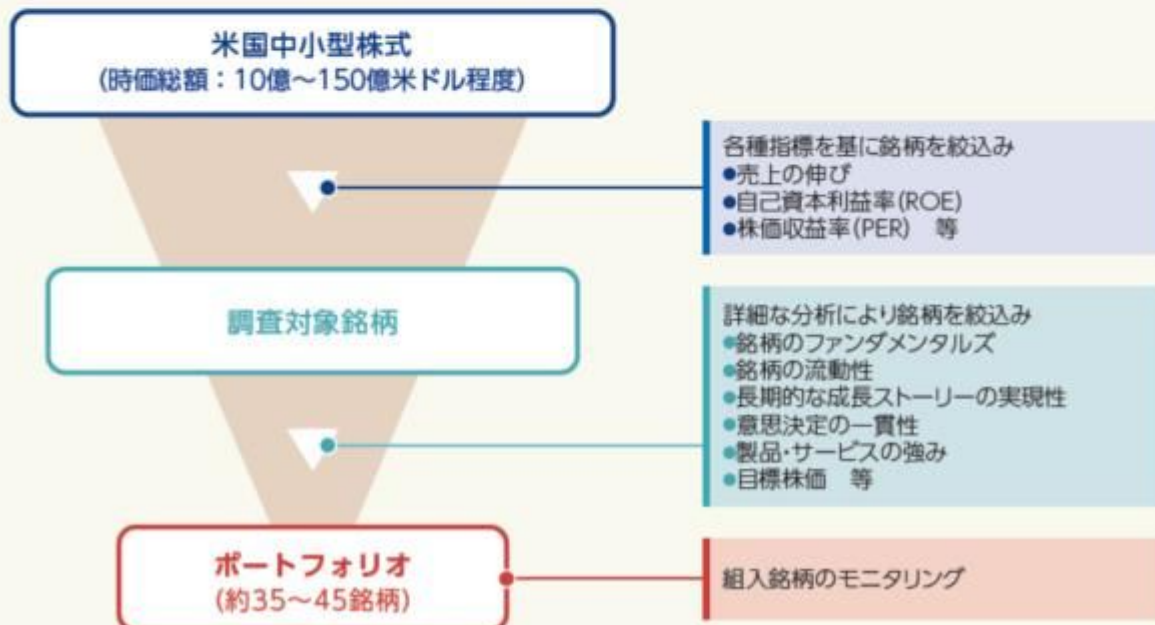 米国中小型株式
(時価総額：10億～150億米ドル程度)
各種指標を基に銘柄を絞込み
●売上の伸び
●自己資本利益率(ROE)
●株価収益率(PER)　等
調査対象銘柄
詳細な分析により銘柄を絞込み
●銘柄のファンダメンタルズ
●銘柄の流動性
●長期的な成長ストーリーの実現性
●意思決定の一貫性
●製品・サービスの強み
●目標株価　等
ポートフォリオ
(約35～45銘柄)
組入銘柄のモニタリング